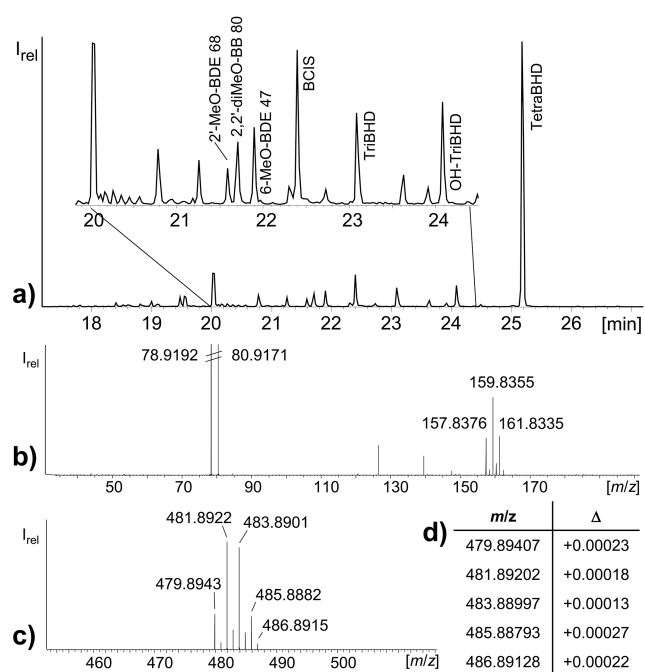 I_rel
2'-MeO-BDE 68
2,2'-diMeO-BB 80
6-MeO-BDE 47
BCIS
TriBHD
OH-TriBHD
TetraBHD
20 21 22 23 24
a)
18 19 20 21 22 23 24 25 26 [min]
I_rel
78.9192 80.9171
159.8355
157.8376 161.8335
b)
50 70 90 110 130 150 170 [m/z]
I_rel
481.8922 483.8901
479.8943
485.8882
486.8915
c)
460 470 480 490 500 [m/z]
d)
m/z Δ
479.89407 +0.00023
481.89202 +0.00018
483.88997 +0.00013
485.88793 +0.00027
486.89128 +0.00022